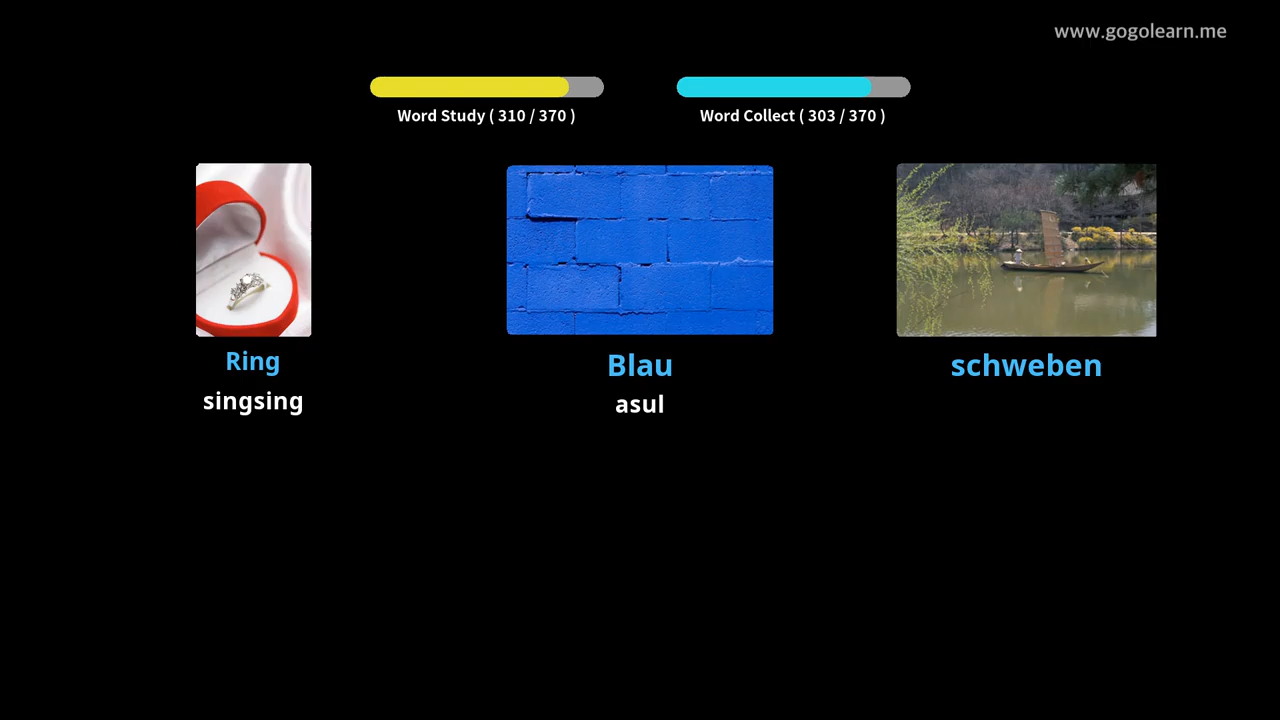 www.gogolearn.me
Word Study ( 310 / 370 )
Word Collect ( 303 / 370 )
Ring
singsing
Blau
asul
schweben